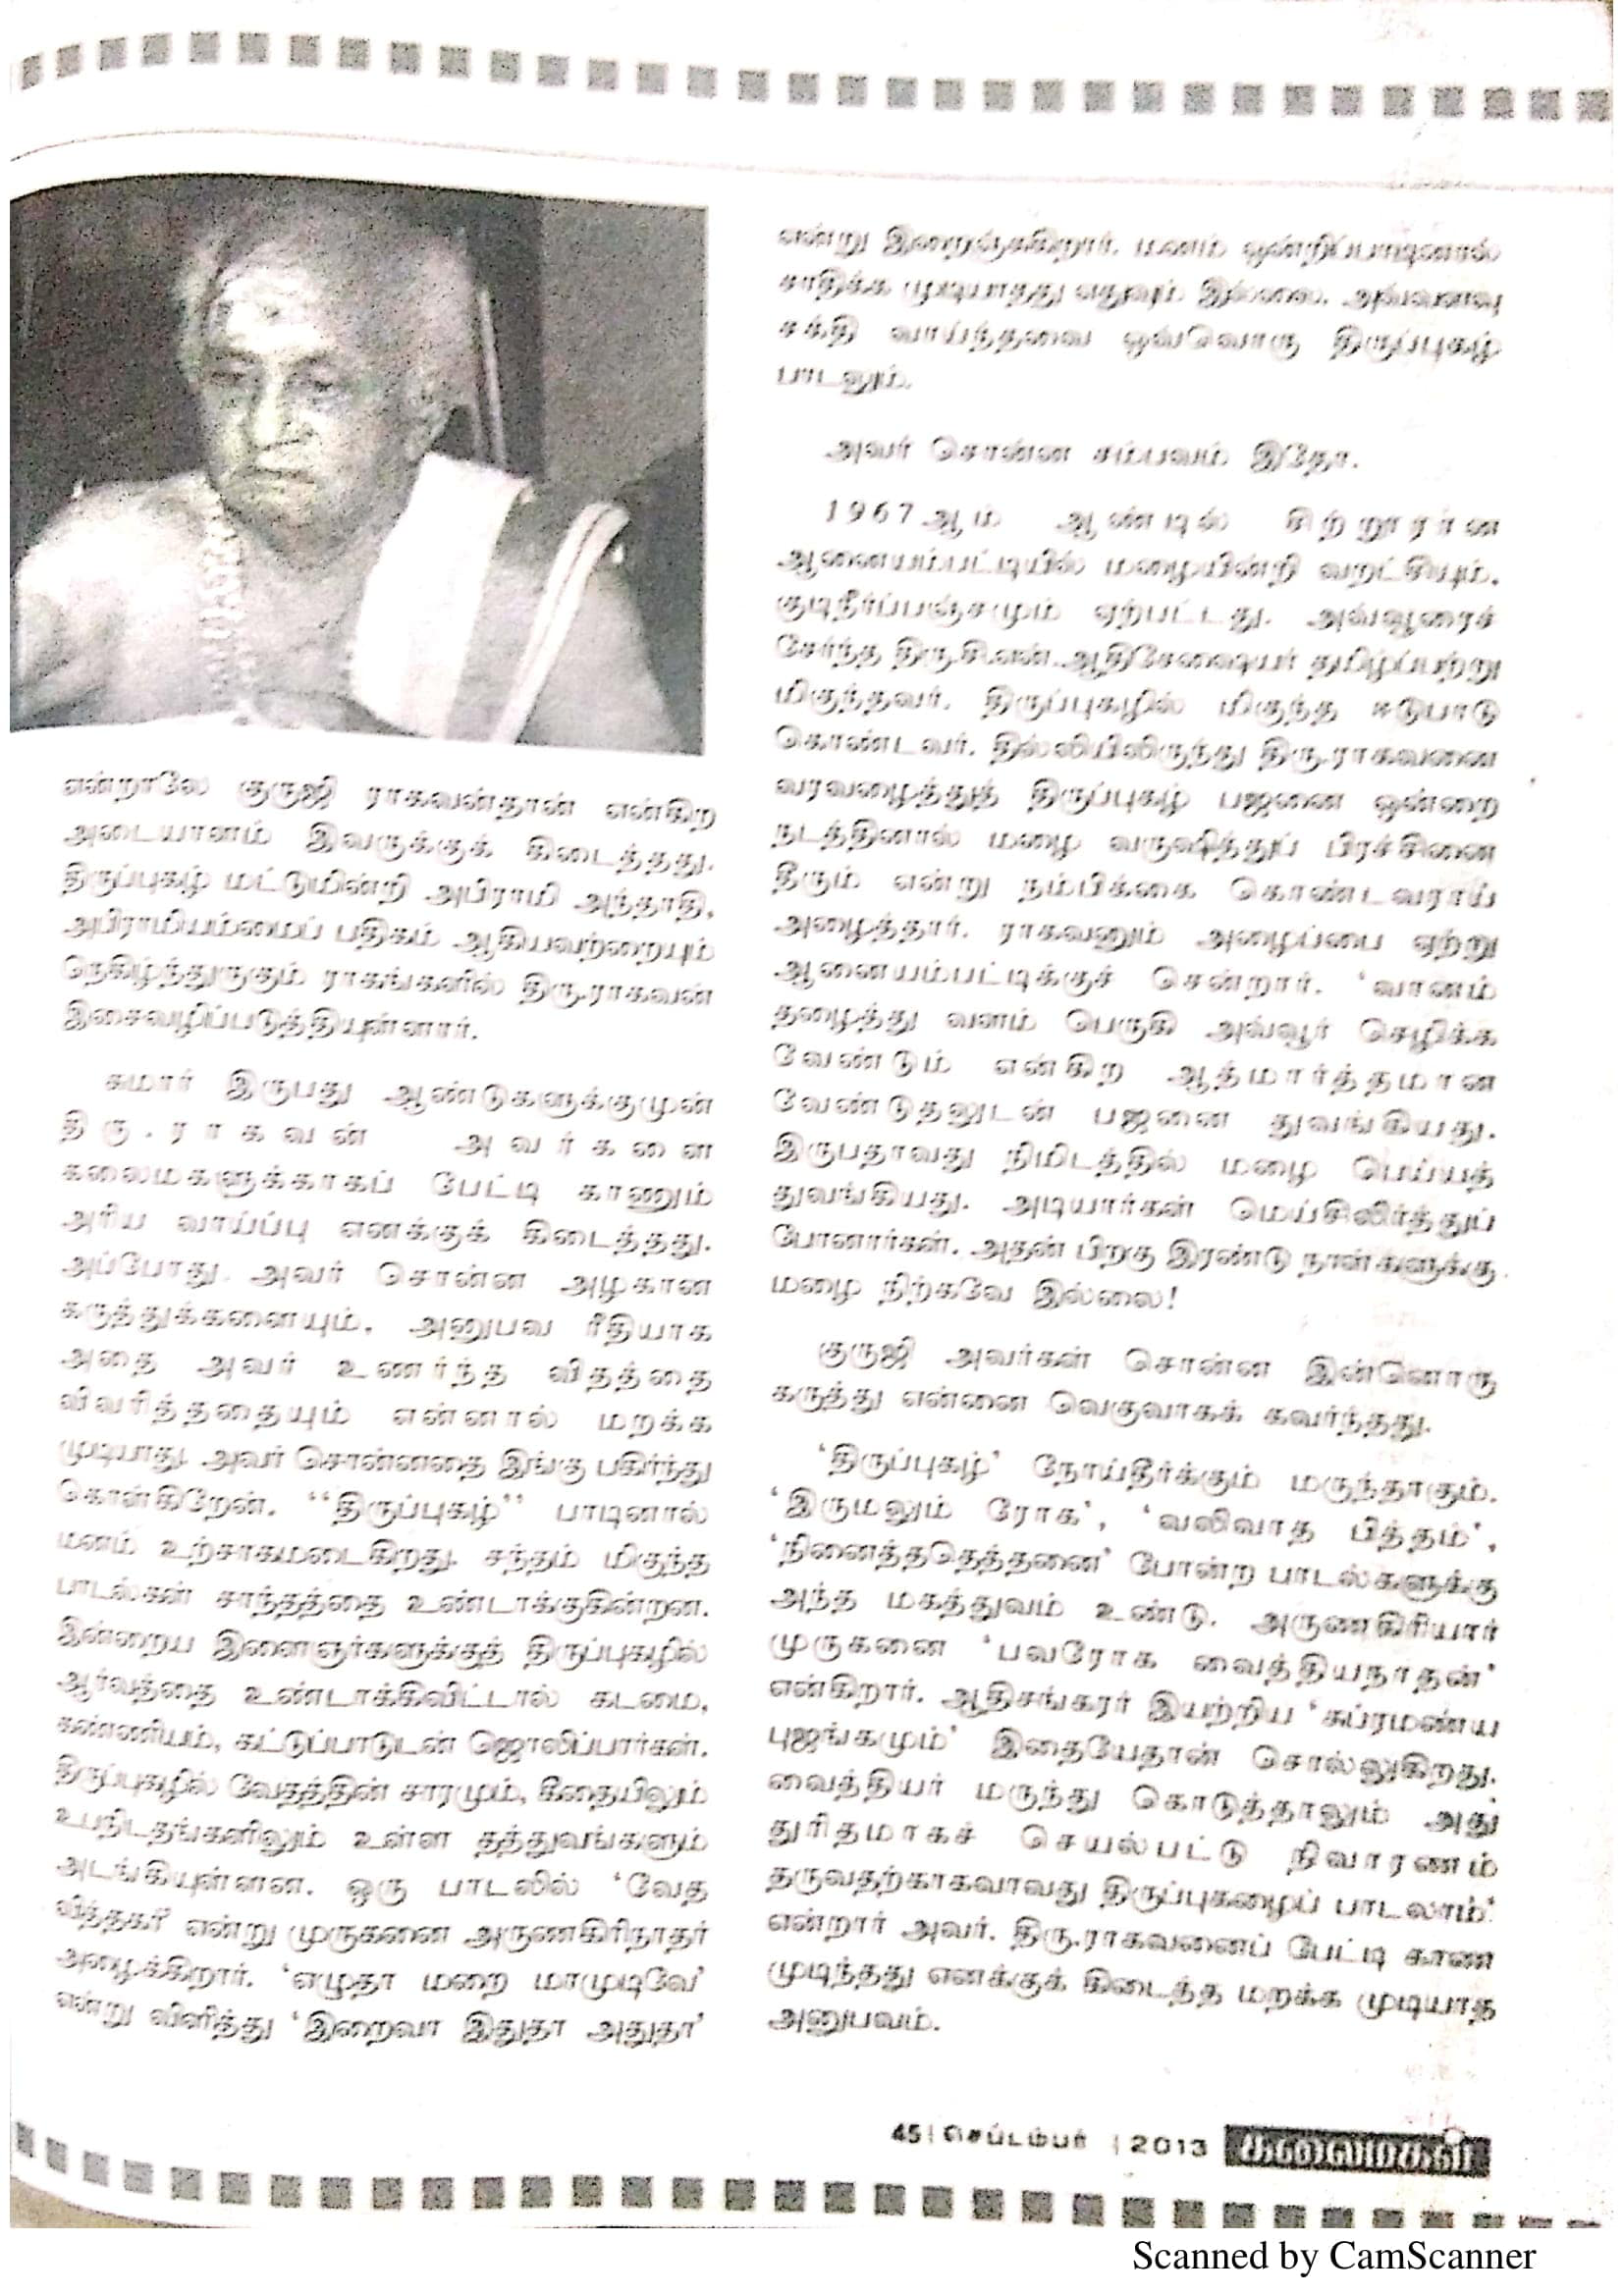 என்றாலே குருஜி ராகவன்தான் என்கிற
அடையாளம் இவருக்குக் கிடைத்தது.
திருப்புகழ் மட்டுமின்றி அபிராமி அந்தாதி,
அபிராமியம்மைப் பதிகம் ஆகியவற்றையும்
நெகிழ்ந்துருகும் ராகங்களில் திரு.ராகவன்
இசைவழிப்படுத்தியுள்ளார்.
சுமார் இருபது ஆண்டுகளுக்குமுன்
திரு.ராகவன் அவர்களை
கலைமகளுக்காகப் பேட்டி காணும்
அரிய வாய்ப்பு எனக்குக் கிடைத்தது.
அப்போது அவர் சொன்ன அழகான
கருத்துக்களையும், அனுபவ ரீதியாக
அதை அவர் உணர்ந்த விதத்தை
விவரித்ததையும் என்னால் மறக்க
முடியாது. அவர் சொன்னதை இங்கு பகிர்ந்து
கொள்கிறேன். “திருப்புகழ்” பாடினால்
மனம் உற்சாகமடைகிறது. சந்தம் மிகுந்த
பாடல்கள் சாந்தத்தை உண்டாக்குகின்றன.
இன்றைய இளைஞர்களுக்குத் திருப்புகழில்
ஆர்வத்தை உண்டாக்கிவிட்டால் கடமை,
கண்ணியம், கட்டுப்பாடுடன் ஜொலிப்பார்கள்.
திருப்புகழில் வேதத்தின் சாரமும், கீதையிலும்
உபநிடதங்களிலும் உள்ள தத்துவங்களும்
அடங்கியுள்ளன. ஒரு பாடலில் ‘வேத
வித்தகா’ என்று முருகனை அருணகிரிநாதர்
அழைக்கிறார். ‘எழுதா மறை மாமுடிவே’
என்று விளித்து ‘இறைவா இதுதா அதுதா’
என்று இறைஞ்சுகிறார். மனம் ஒன்றிப்பாடினால்
சாதிக்க முடியாதது எதுவும் இல்லை. அவ்வளவு
சக்தி வாய்ந்தவை ஒவ்வொரு திருப்புகழ்
பாடலும்.
அவர் சொன்ன சம்பவம் இதோ.
1967ஆம் ஆண்டில் சிற்றூரான
ஆனையம்பட்டியில் மழையின்றி வறட்சியும்,
குடிநீர்ப்பஞ்சமும் ஏற்பட்டது. அவ்வூரைச்
சேர்ந்த ஆதிசேஷையர் தமிழ்ப்பற்று
மிகுந்தவர். திருப்புகழில் மிகுந்த ஈடுபாடு
கொண்டவர். தில்லியிலிருந்து திரு.ராகவனை
வரவழைத்துத் திருப்புகழ் பஜனை ஒன்றை
நடத்தினால் மழை வருஷித்துப் பிரச்சினை
தீரும் என்று நம்பிக்கை கொண்டவராய்
அழைத்தார். ராகவனும் அழைப்பை ஏற்று
ஆனையம்பட்டிக்குச் சென்றார். ‘வானம்
தழைத்து வளம் பெருகி அவ்வூர் செழிக்க
வேண்டும் என்கிற ஆத்மார்த்தமான
வேண்டுதலுடன் பஜனை துவங்கியது.
இருபதாவது நிமிடத்தில் மழை பெய்யத்
துவங்கியது. அடியார்கள் மெய்சிலிர்த்துப்
போனார்கள். அதன் பிறகு இரண்டு நாள்களுக்கு
மழை நிற்கவே இல்லை!
குருஜி அவர்கள் சொன்ன இன்னொரு
கருத்து என்னை வெகுவாகக் கவர்ந்தது.
‘திருப்புகழ்’ நோய்தீர்க்கும் மருந்தாகும்.
‘இருமலும் ரோக’, ‘வலிவாத பித்தம்’,
‘நினைத்ததெத்தனை’ போன்ற பாடல்களுக்கு
அந்த மகத்துவம் உண்டு. அருணகிரியார்
முருகனை ‘பவரோக வைத்தியநாதன்’
என்கிறார். ஆதிசங்கரர் இயற்றிய ‘சுப்ரமண்ய
புஜங்கமும்’ இதையேதான் சொல்லுகிறது.
வைத்தியர் மருந்து கொடுத்தாலும் அது
துரிதமாகச் செயல்பட்டு நிவாரணம்
தருவதற்காகவாவது திருப்புகழைப் பாடலாம்’
என்றார் அவர். திரு.ராகவனைப் பேட்டி காண
முடிந்தது எனக்குக் கிடைத்த மறக்க முடியாத
அனுபவம்.
45 | செப்டம்பர் | 2013 கலைமகள்
Scanned by CamScanner